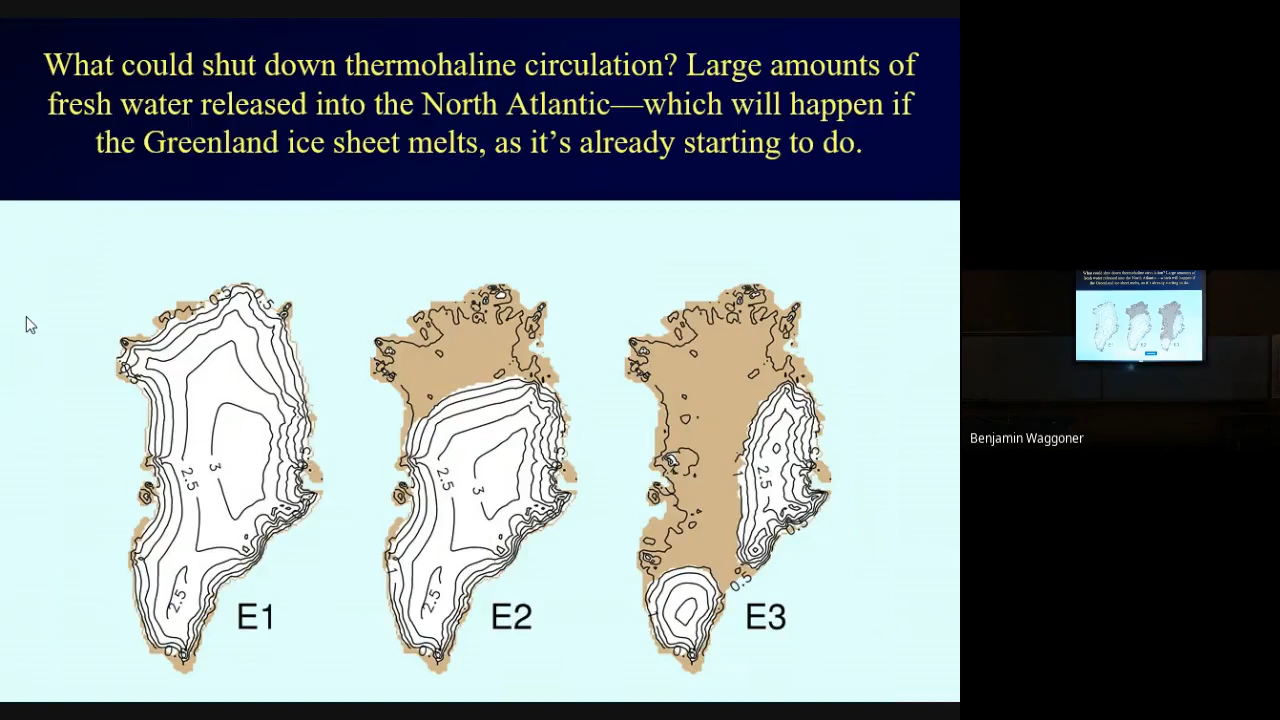 What could shut down thermohaline circulation? Large amounts of
fresh water released into the North Atlantic—which will happen if
the Greenland ice sheet melts, as it’s already starting to do.
2.5
3
2.5
E1
2.5
3
2.5
E2
2.5
0.5
E3
Benjamin Waggoner